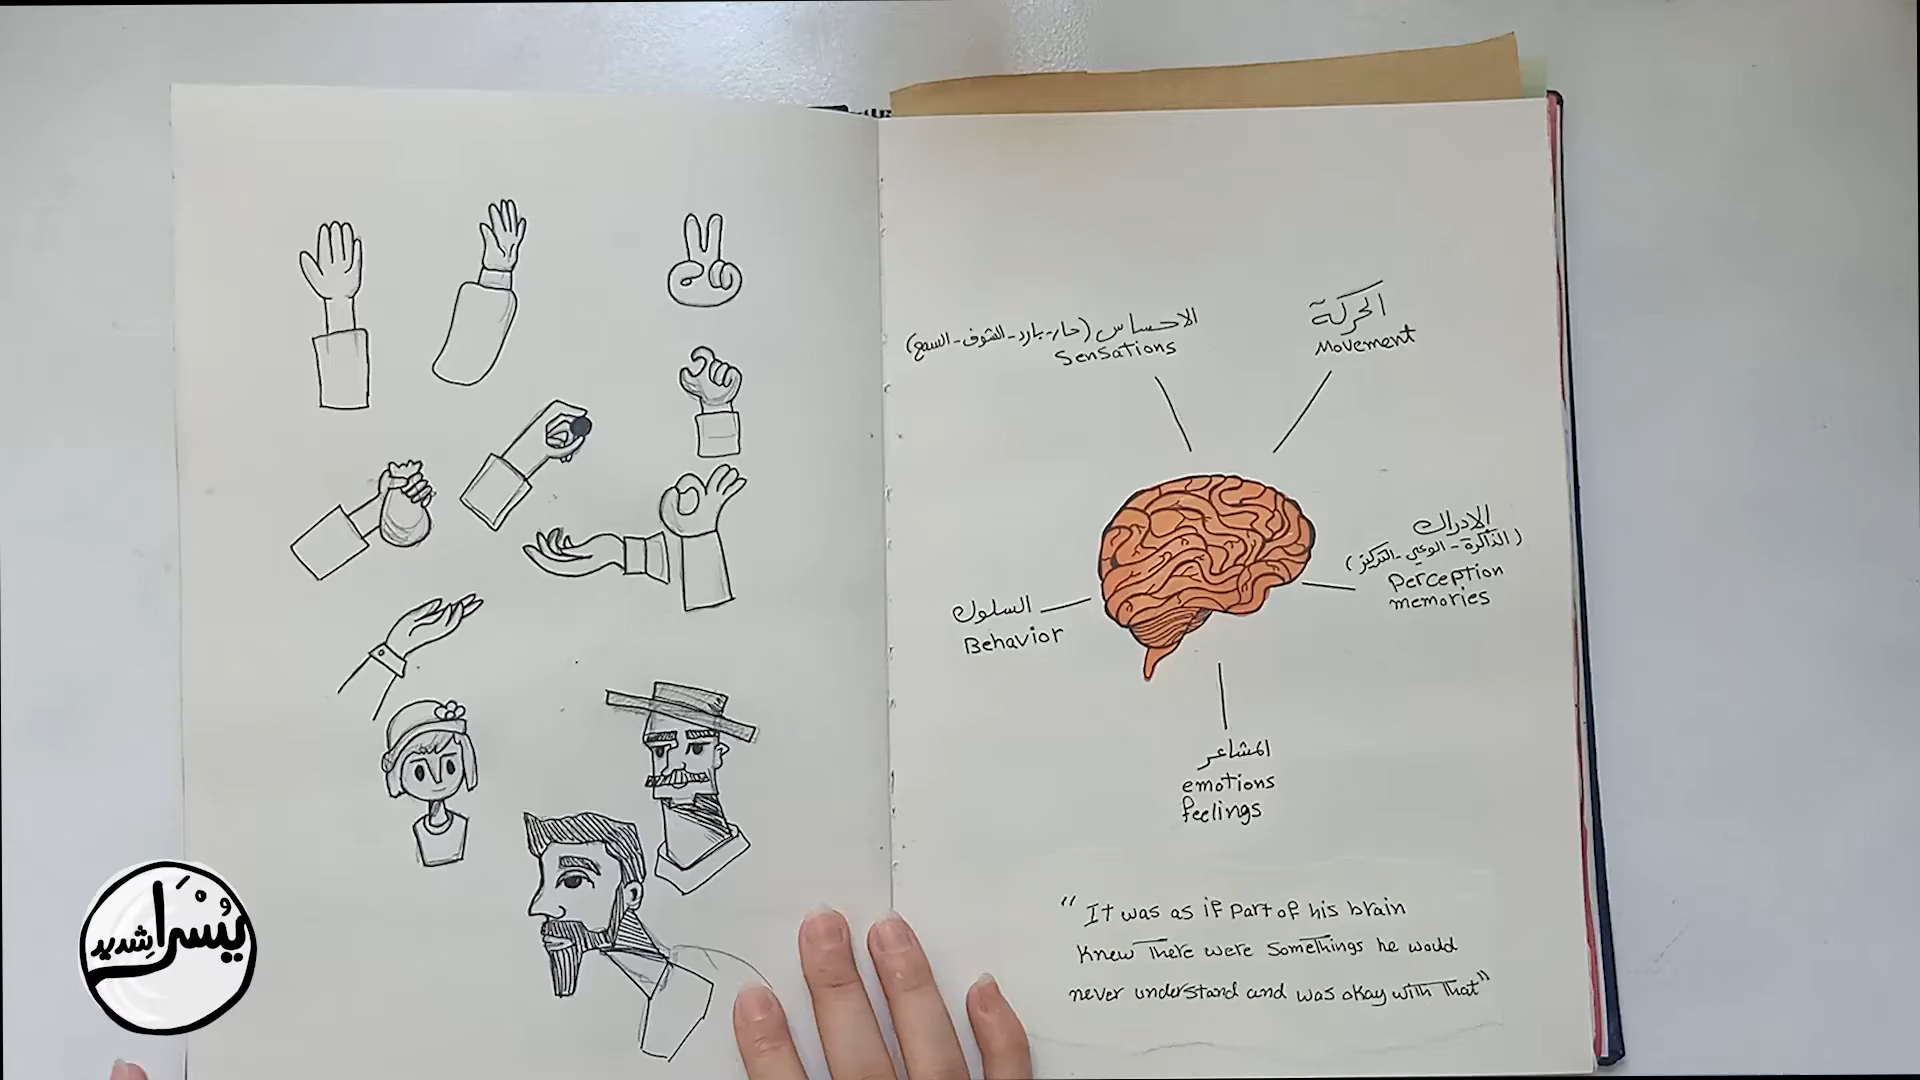 الحركة
Movement
الاحساس (حار-بارد-الشوف-السمع)
Sensations
الإدراك
(الذاكرة-الوعي-التركيز)
Perception
memories
السلوك
Behavior
المشاعر
emotions
feelings
“It was as if part of his brain
knew there were somethings he would
never understand and was okay with that”
يُسْرَا
شديد